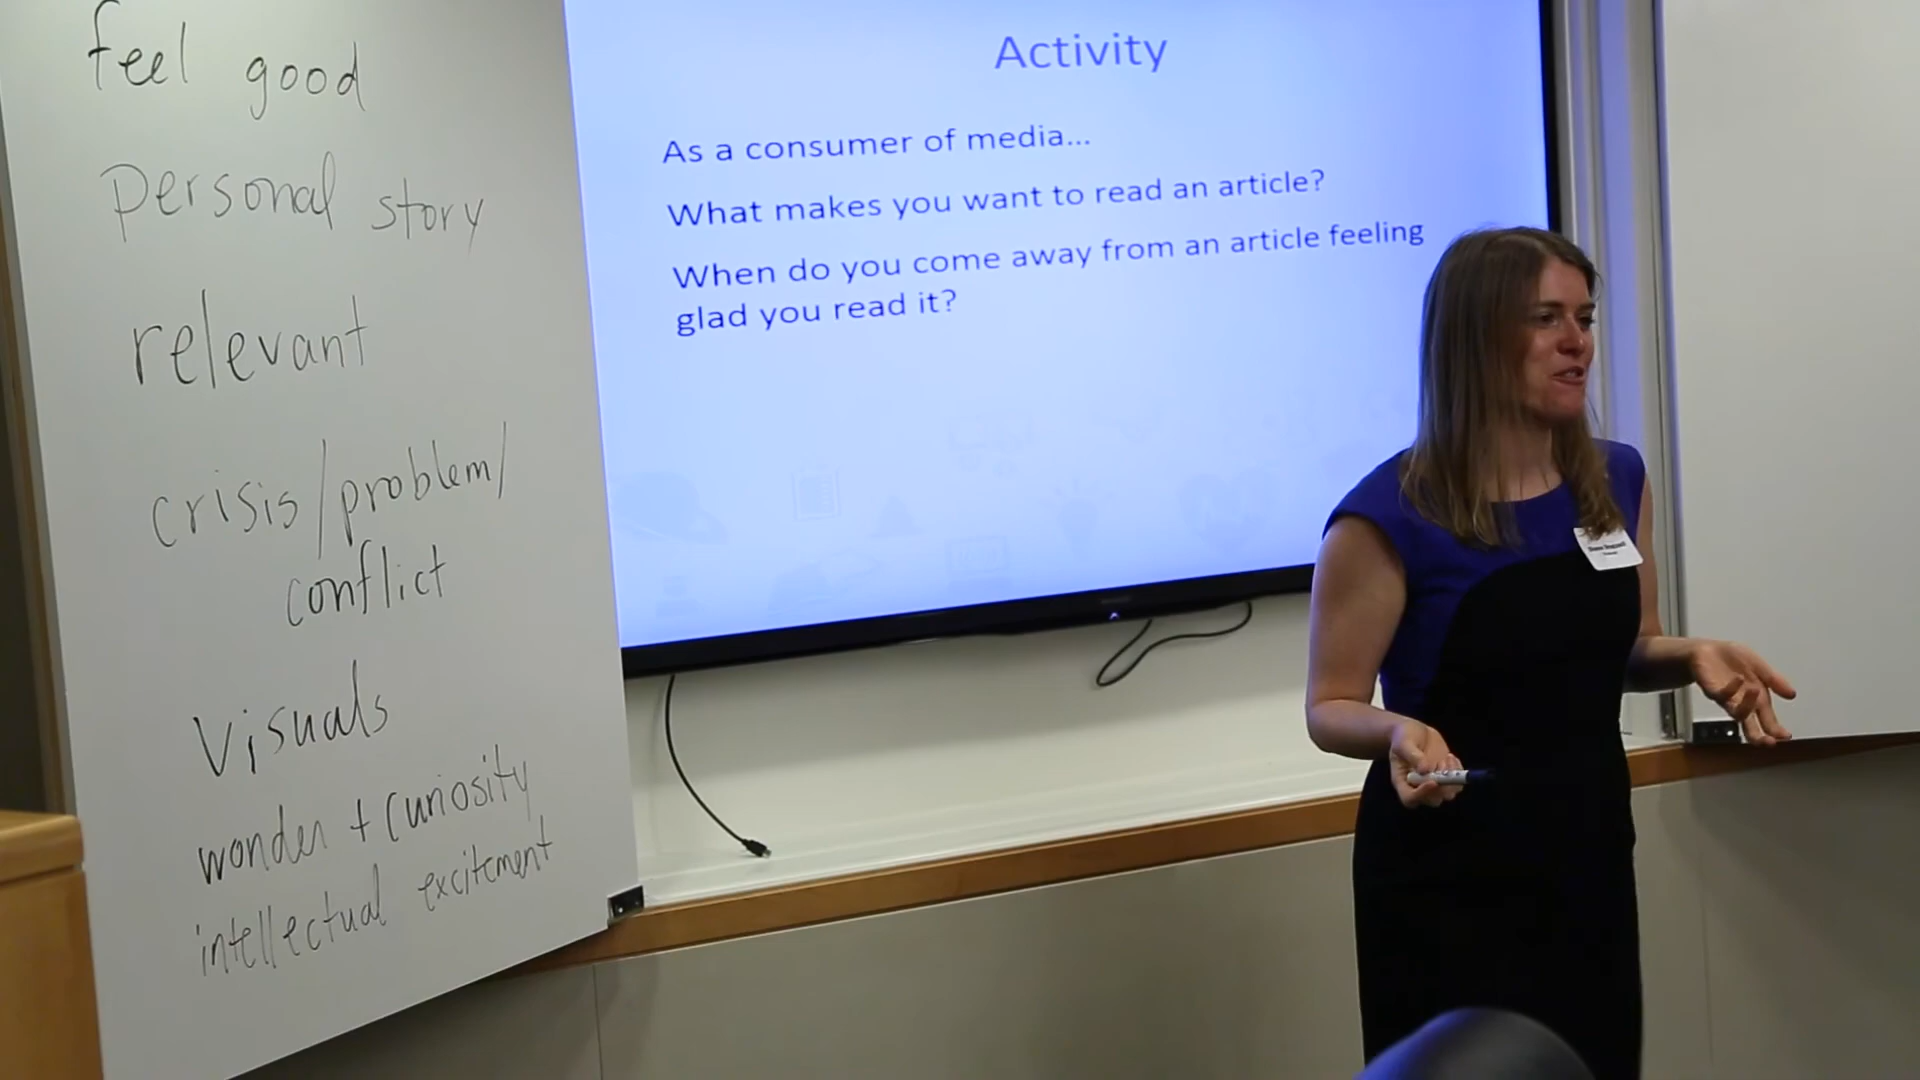 feel good
personal story
relevant
crisis/problem/
conflict
visuals
wonder + curiosity
intellectual excitement
Activity
As a consumer of media...
What makes you want to read an article?
When do you come away from an article feeling
glad you read it?